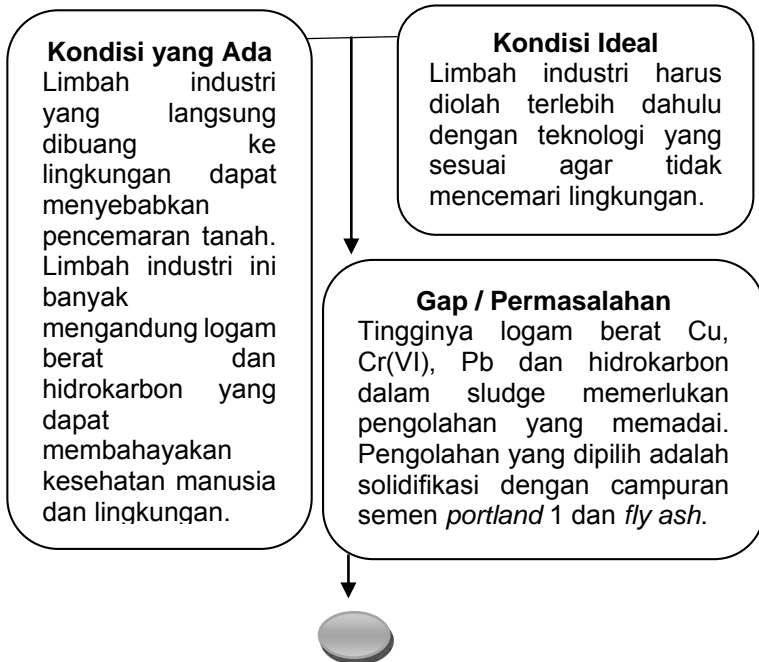 Kondisi yang Ada
Limbah industri
yang langsung
dibuang ke
lingkungan dapat
menyebabkan
pencemaran tanah.
Limbah industri ini
banyak
mengandung logam
berat dan
hidrokarbon yang
dapat
membahayakan
kesehatan manusia
dan lingkungan.
Kondisi Ideal
Limbah industri harus
diolah terlebih dahulu
dengan teknologi yang
sesuai agar tidak
mencemari lingkungan.
Gap / Permasalahan
Tingginya logam berat Cu,
Cr(VI), Pb dan hidrokarbon
dalam sludge memerlukan
pengolahan yang memadai.
Pengolahan yang dipilih adalah
solidifikasi dengan campuran
semen portland 1 dan fly ash.